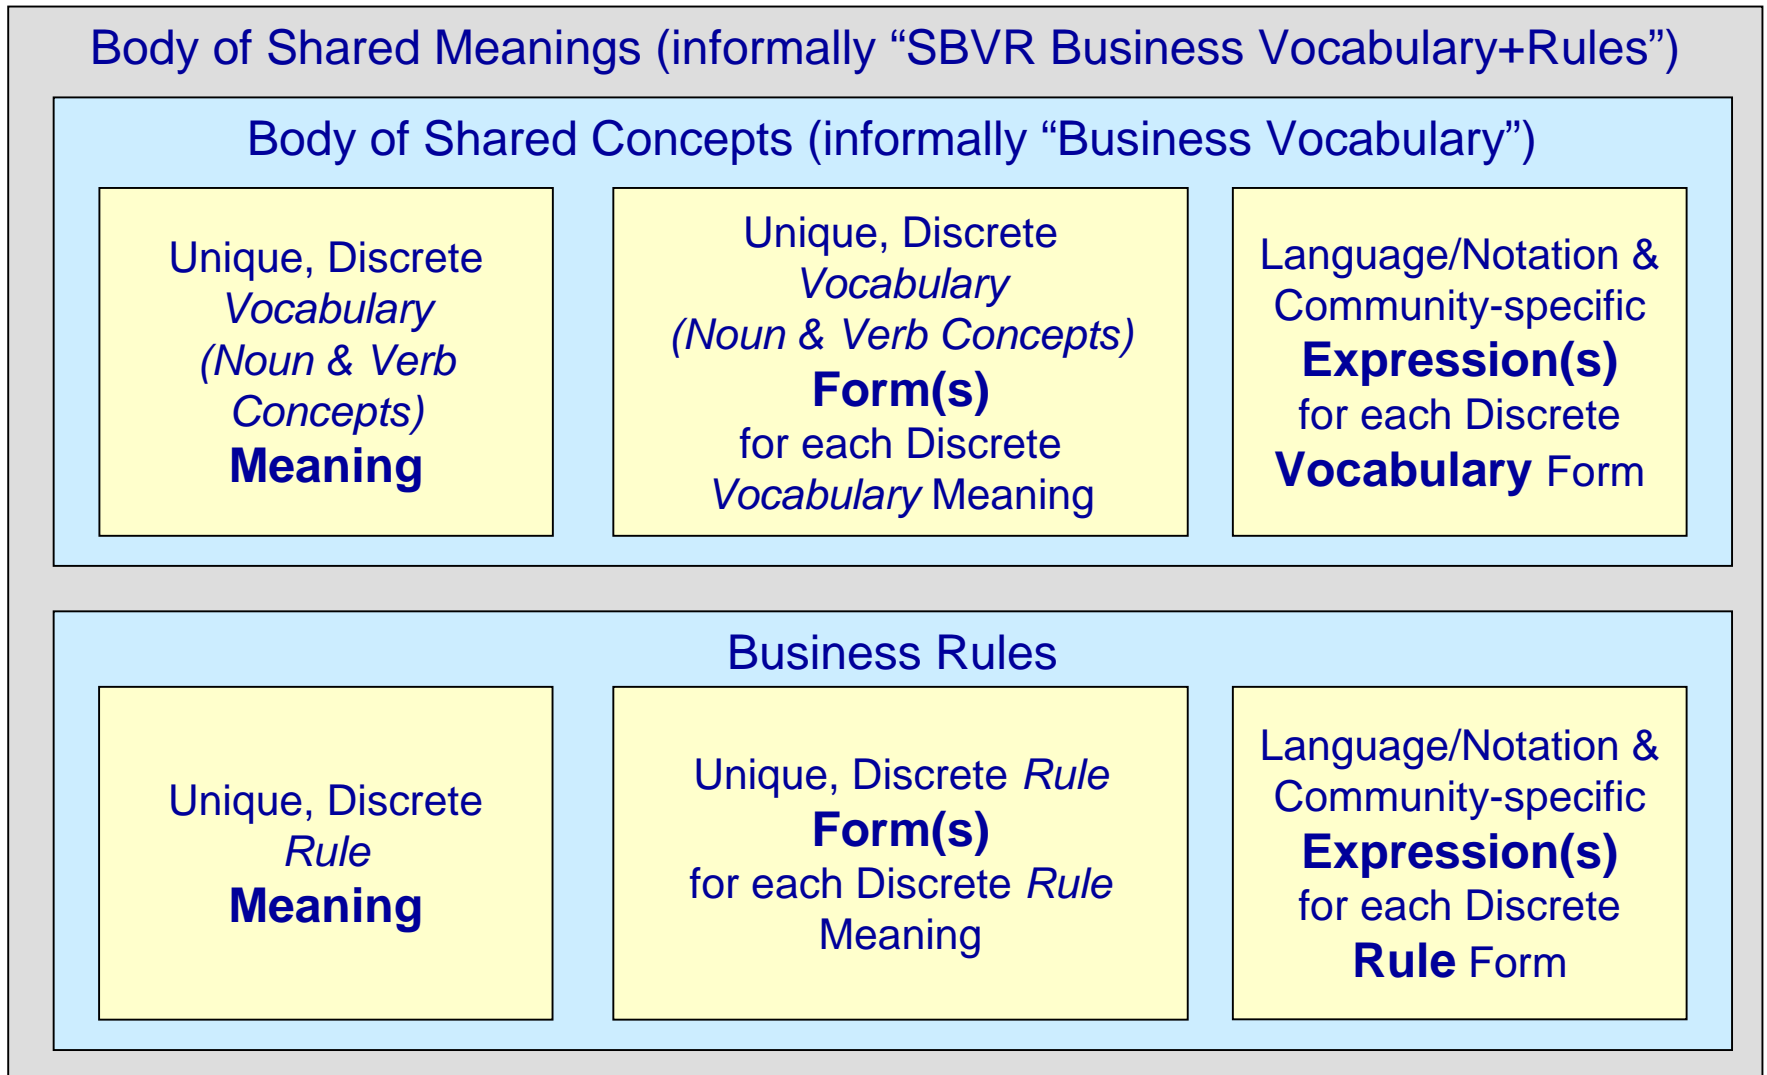 Body of Shared Meanings (informally “SBVR Business Vocabulary+Rules”)
Body of Shared Concepts (informally “Business Vocabulary”)
Unique, Discrete
Vocabulary
(Noun & Verb
Concepts)
Meaning
Unique, Discrete
Vocabulary
(Noun & Verb Concepts)
Form(s)
for each Discrete
Vocabulary Meaning
Language/Notation &
Community-specific
Expression(s)
for each Discrete
Vocabulary Form
Business Rules
Unique, Discrete
Rule
Meaning
Unique, Discrete Rule
Form(s)
for each Discrete Rule
Meaning
Language/Notation &
Community-specific
Expression(s)
for each Discrete
Rule Form